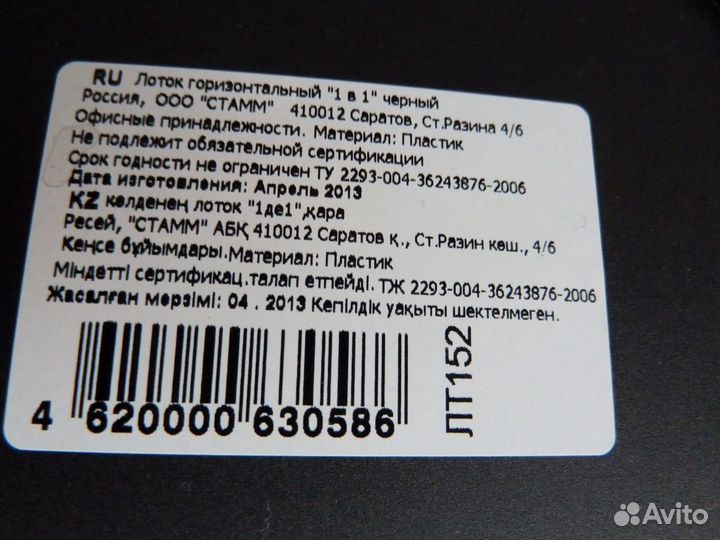 RU Лоток горизонтальный "1 в 1" черный
Россия, ООО "СТАММ" 410012 Саратов, Ст.Разина 4/6
Офисные принадлежности. Материал: Пластик
Не подлежит обязательной сертификации
Срок годности не ограничен ТУ 2293-004-36243876-2006
Дата изготовления: Апрель 2013
KZ көлденең лоток "1де1",қара
Ресей, "СТАММ" АБҚ 410012 Саратов қ., Ст.Разин көш., 4/6
Кеңсе бұйымдары.Материал: Пластик
Міндетті сертификац.талап етпейді. ТЖ 2293-004-36243876-2006
Жасалған мерзімі: 04 . 2013 Кепілдік уақыты шектелмеген.
4 620000 630586
ЛТ152
Avito